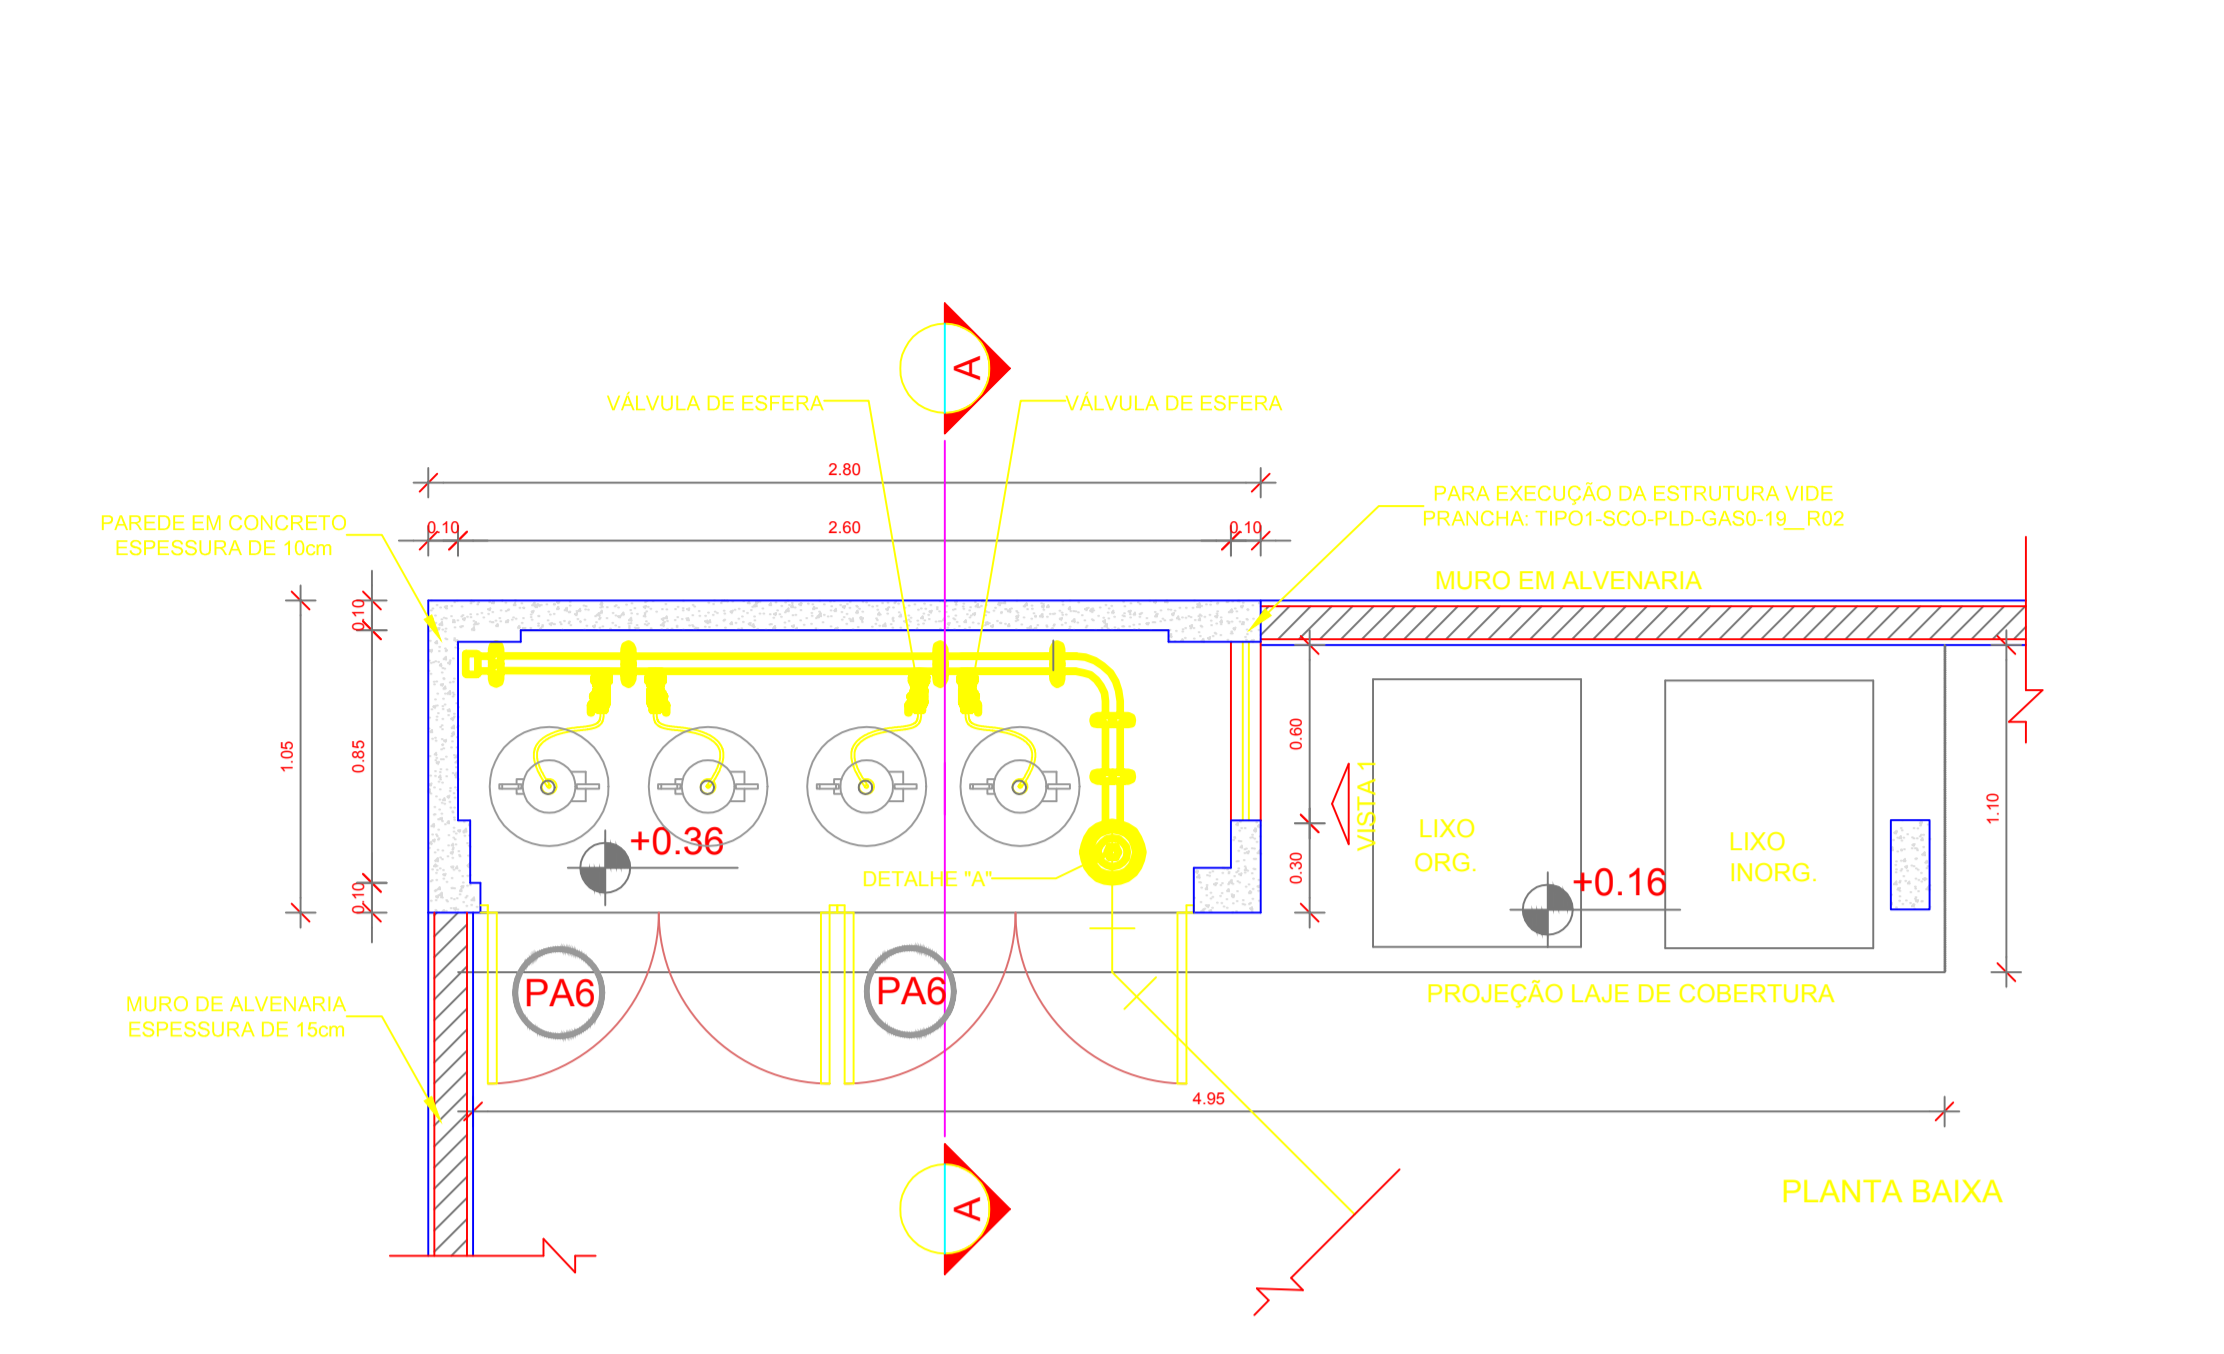 A
VÁLVULA DE ESFERA
VÁLVULA DE ESFERA
2.80
PARA EXECUÇÃO DA ESTRUTURA VIDE
PRANCHA: TIPO1-SCO-PLD-GAS0-19__R02
PAREDE EM CONCRETO
ESPESSURA DE 10cm
0.10
2.60
0.10
MURO EM ALVENARIA
0.10
1.05
0.85
0.10
0.60
0.30
VISTA 1
1.10
+0.36
DETALHE "A"
LIXO
ORG.
LIXO
INORG.
+0.16
PA6
PA6
PROJEÇÃO LAJE DE COBERTURA
MURO DE ALVENARIA
ESPESSURA DE 15cm
4.95
A
PLANTA BAIXA